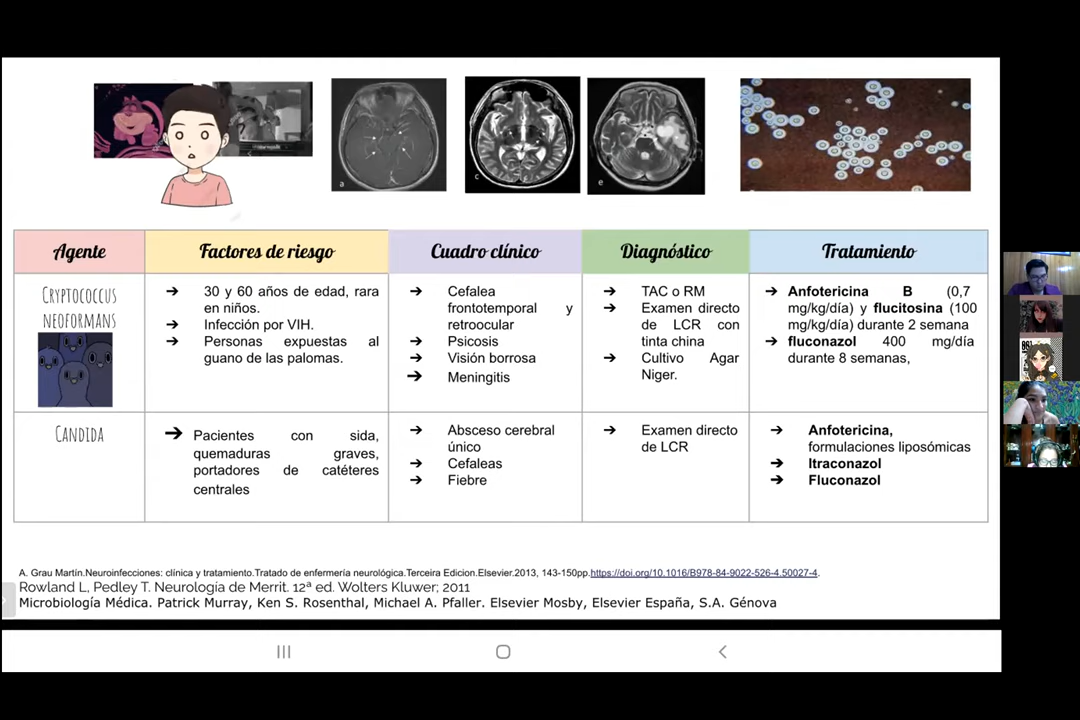 a
c
e
Agente
Factores de riesgo
Cuadro clínico
Diagnóstico
Tratamiento
Cryptococcus
neoformans
➔ 30 y 60 años de edad, rara
en niños.
➔ Infección por VIH.
➔ Personas expuestas al
guano de las palomas.
➔ Cefalea
frontotemporal y
retroocular
➔ Psicosis
➔ Visión borrosa
➔ Meningitis
➔ TAC o RM
➔ Examen directo
de LCR con
tinta china
➔ Cultivo Agar
Niger.
➔ Anfotericina B (0,7
mg/kg/día) y flucitosina (100
mg/kg/día) durante 2 semana
➔ fluconazol 400 mg/día
durante 8 semanas,
Candida
➔ Pacientes con sida,
quemaduras graves,
portadores de catéteres
centrales
➔ Absceso cerebral
único
➔ Cefaleas
➔ Fiebre
➔ Examen directo
de LCR
➔ Anfotericina,
formulaciones liposómicas
➔ Itraconazol
➔ Fluconazol
A. Grau Martín.Neuroinfecciones: clínica y tratamiento.Tratado de enfermería neurológica.Terceira Edicion.Elsevier.2013, 143-150pp.https://doi.org/10.1016/B978-84-9022-526-4.50027-4.
Rowland L, Pedley T. Neurología de Merrit. 12ª ed. Wolters Kluwer; 2011
Microbiología Médica. Patrick Murray, Ken S. Rosenthal, Michael A. Pfaller. Elsevier Mosby, Elsevier España, S.A. Génova